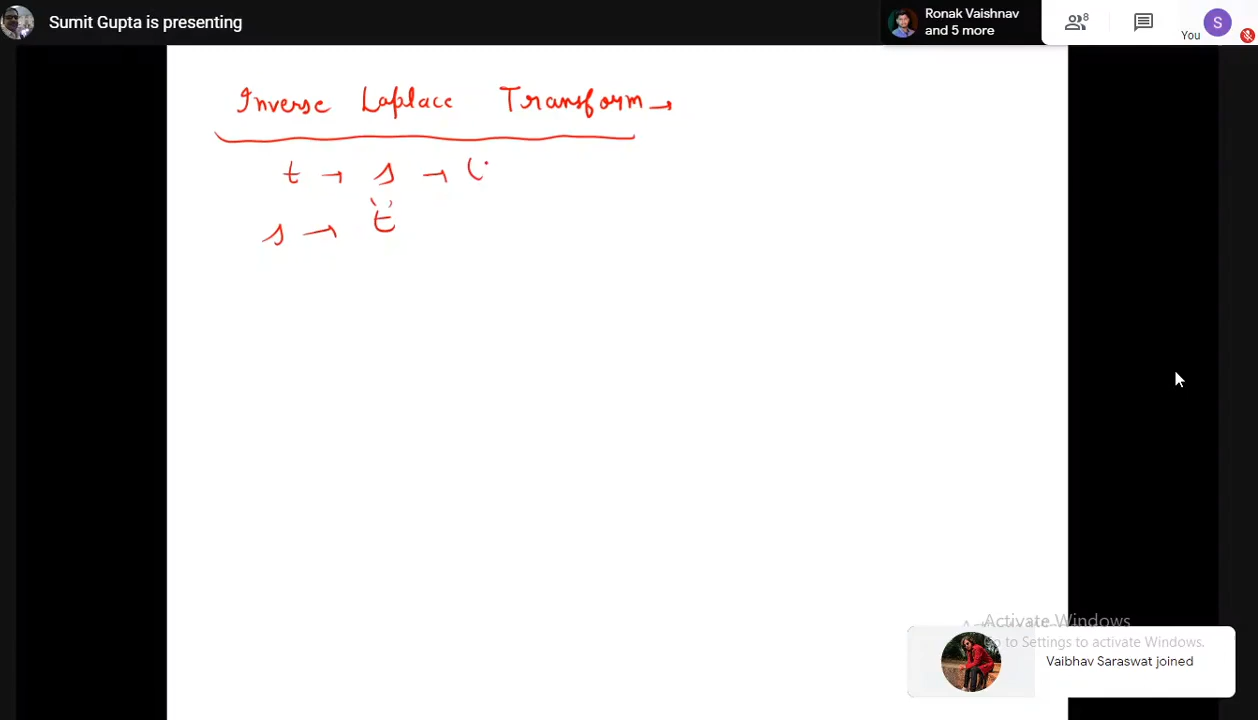 Sumit Gupta is presenting
Ronak Vaishnav
and 5 more
8
You
S
Inverse Laplace Transform →
t → s → (
s → t
Activate Windows
Go to Settings to activate Windows.
Vaibhav Saraswat joined